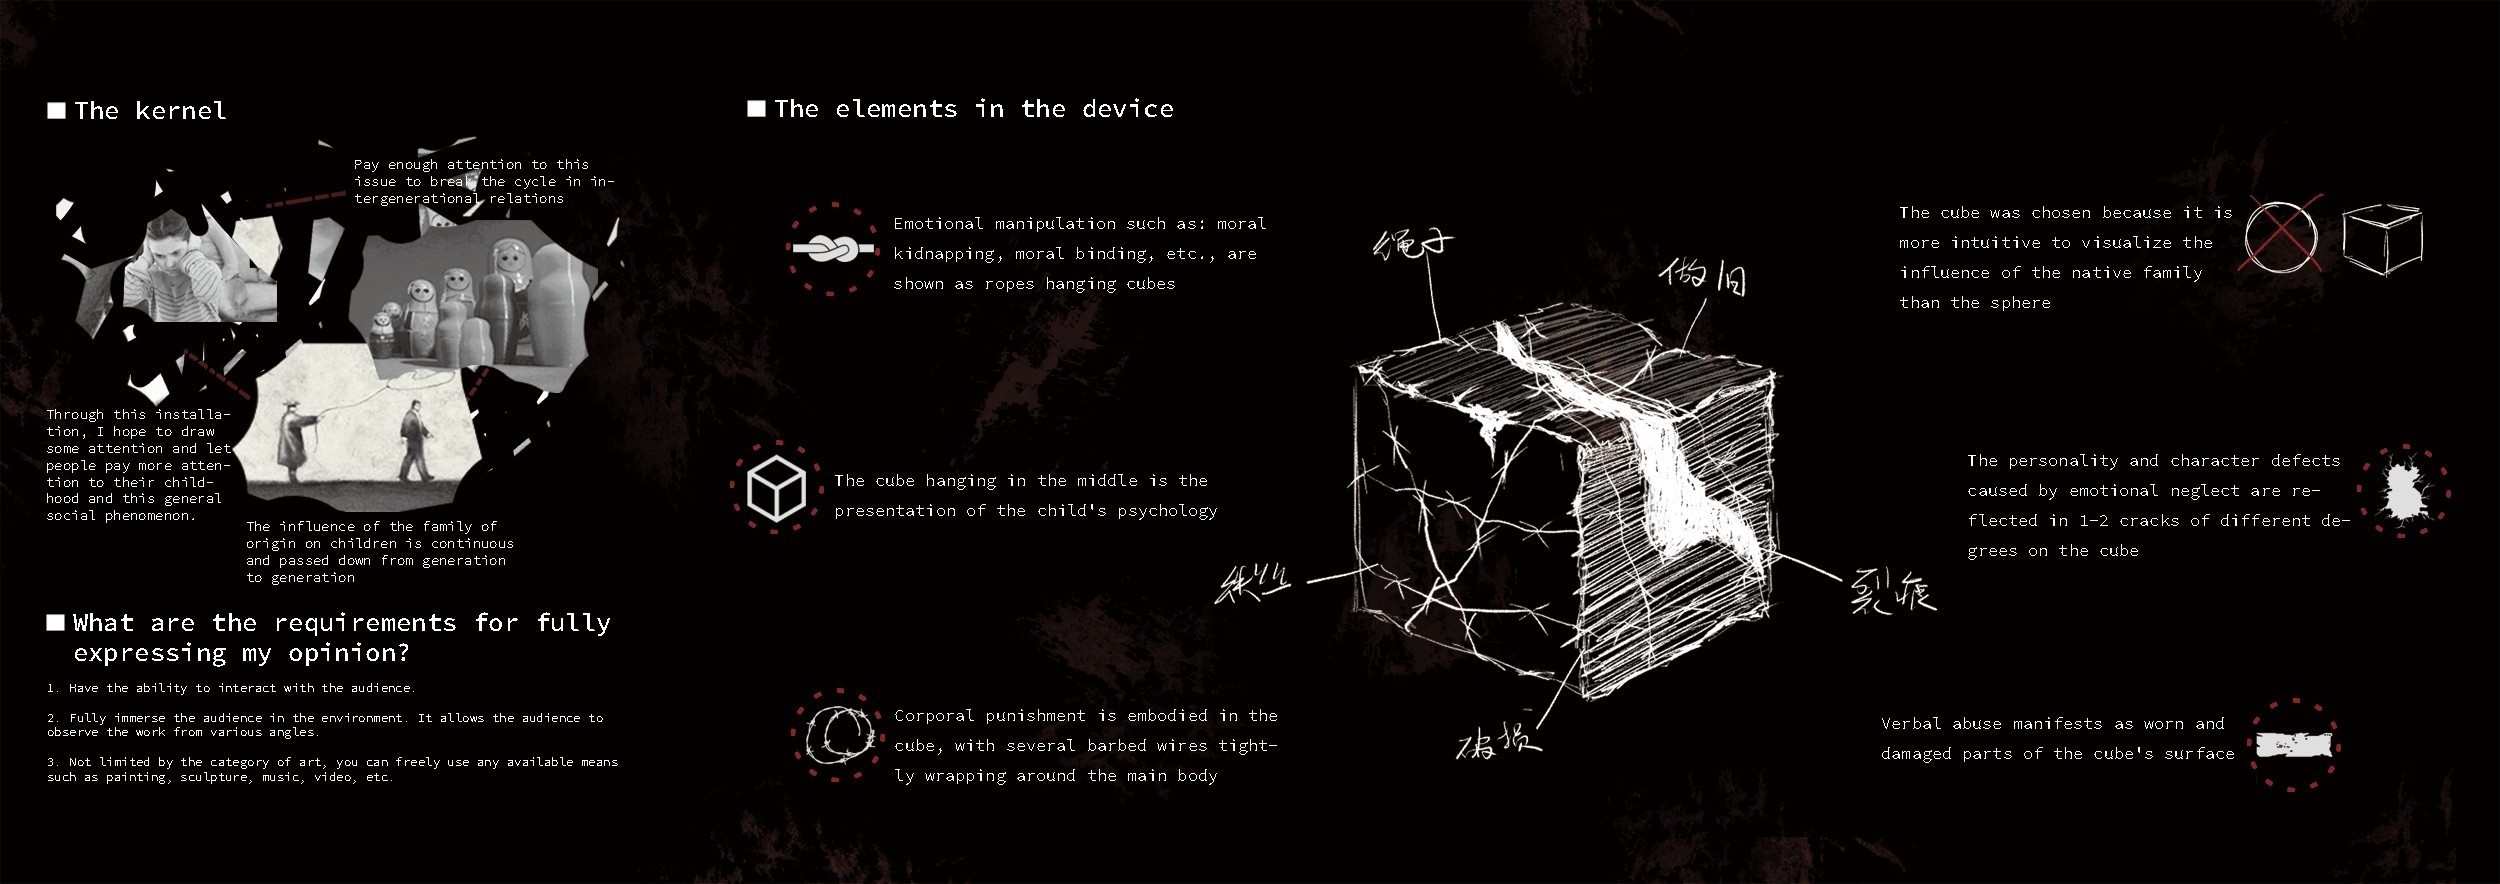 The kernel
Pay enough attention to this
issue to break the cycle in in-
tergenerational relations
Through this installa-
tion, I hope to draw
some attention and let
people pay more atten-
tion to their child-
hood and this general
social phenomenon.
The influence of the family of
origin on children is continuous
and passed down from generation
to generation
What are the requirements for fully
expressing my opinion?
1. Have the ability to interact with the audience.
2. Fully immerse the audience in the environment. It allows the audience to
observe the work from various angles.
3. Not limited by the category of art, you can freely use any available means
such as painting, sculpture, music, video, etc.
The elements in the device
Emotional manipulation such as: moral
kidnapping, moral binding, etc., are
shown as ropes hanging cubes
The cube hanging in the middle is the
presentation of the child's psychology
Corporal punishment is embodied in the
cube, with several barbed wires tight-
ly wrapping around the main body
绳子
做旧
铁丝
裂痕
破损
The cube was chosen because it is
more intuitive to visualize the
influence of the native family
than the sphere
The personality and character defects
caused by emotional neglect are re-
flected in 1-2 cracks of different de-
grees on the cube
Verbal abuse manifests as worn and
damaged parts of the cube's surface